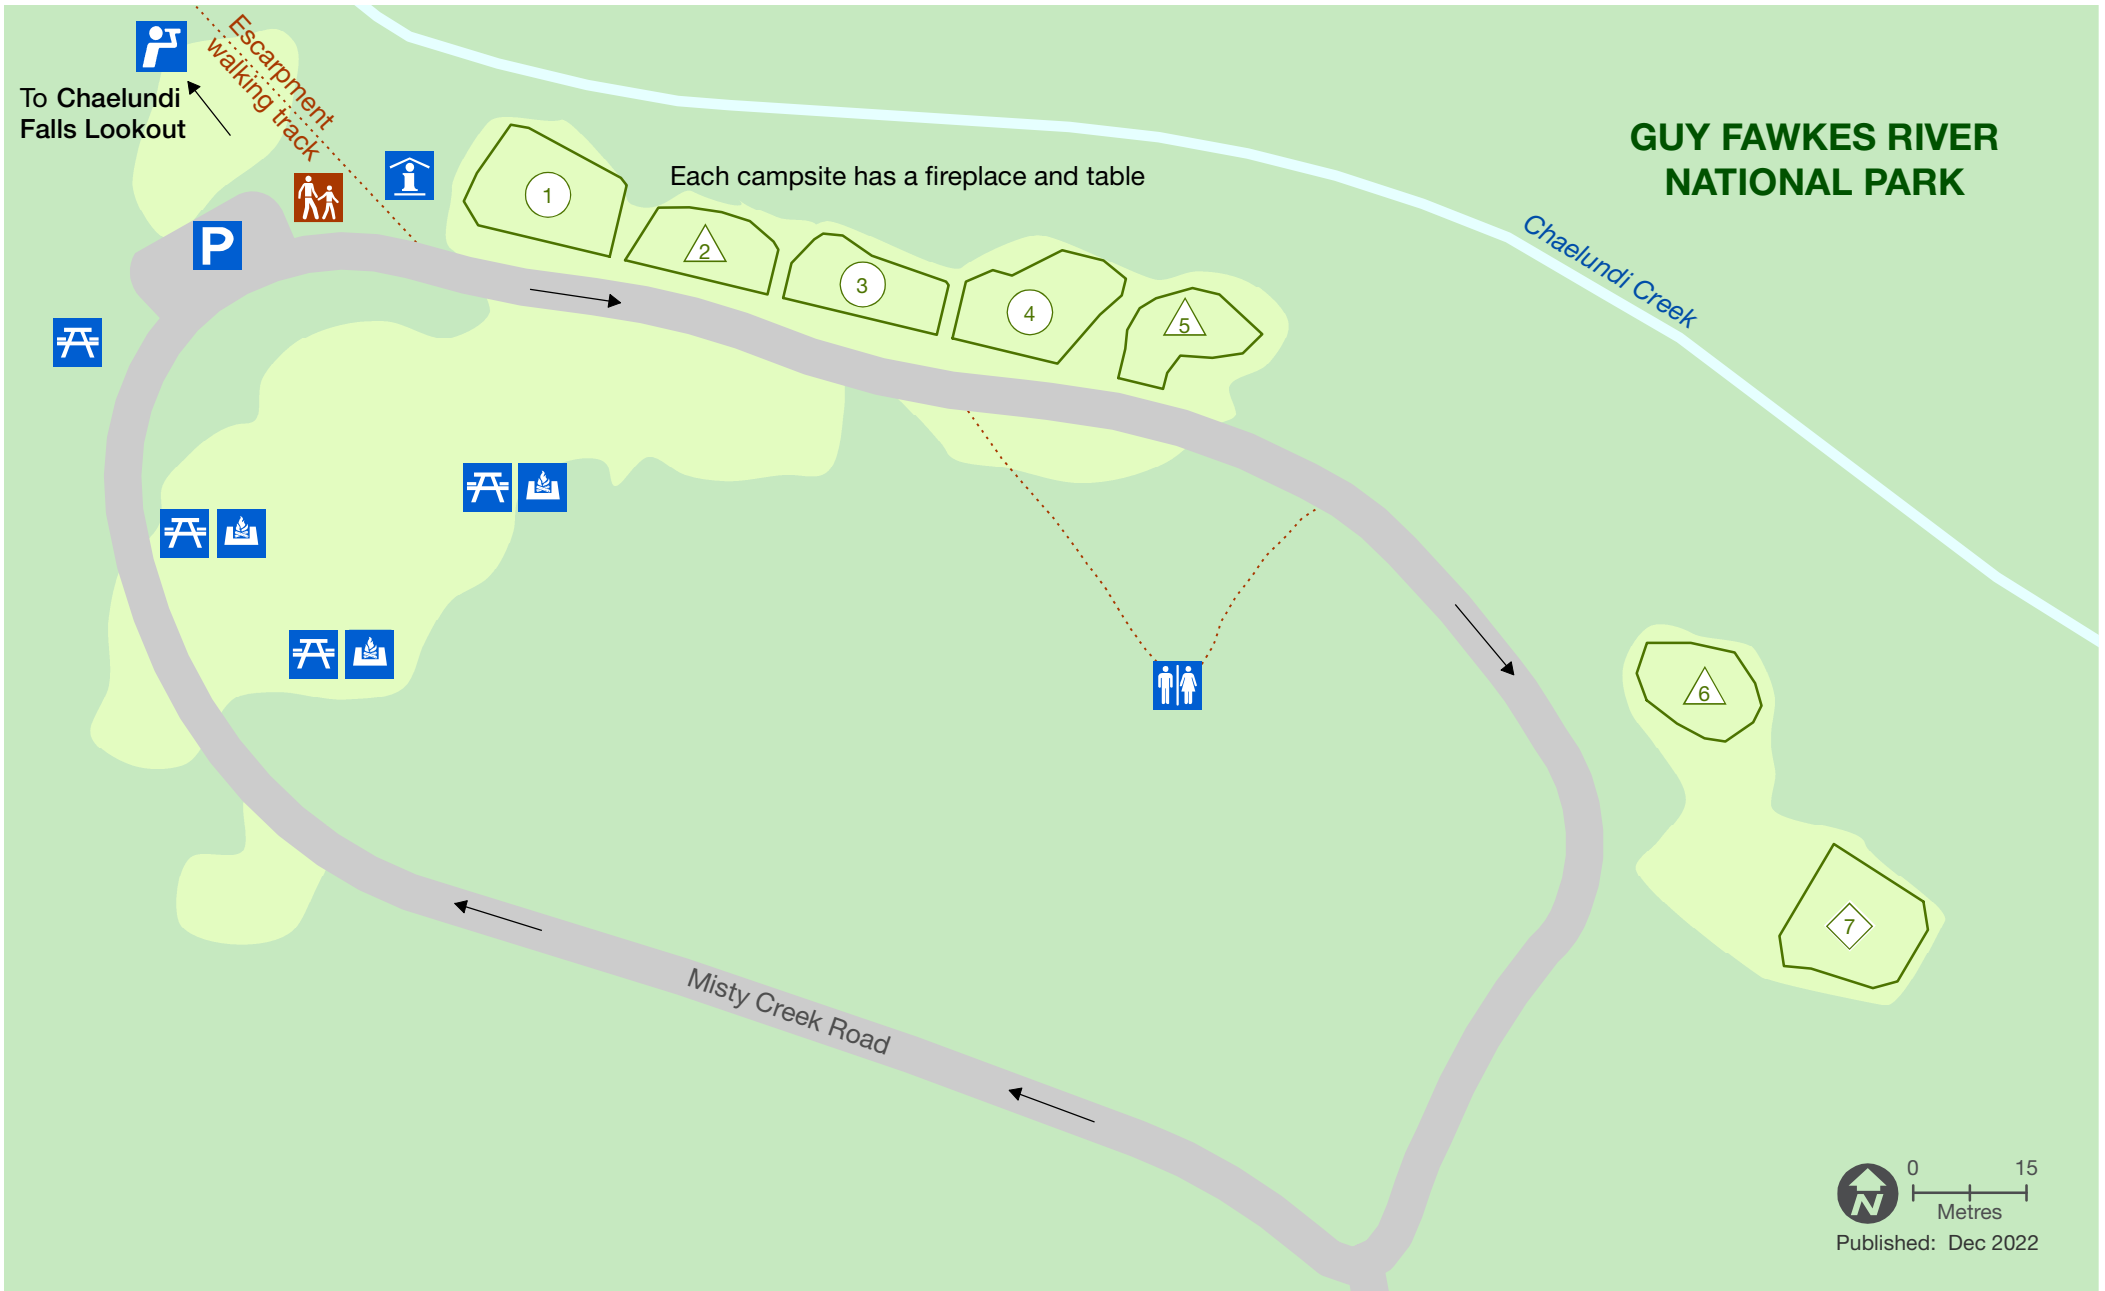 Escarpment
walking track
To Chaelundi
Falls Lookout
P
Each campsite has a fireplace and table
GUY FAWKES RIVER
NATIONAL PARK
Chaelundi Creek
1
2
3
4
5
6
7
Misty Creek Road
N
0 15
Metres
Published: Dec 2022